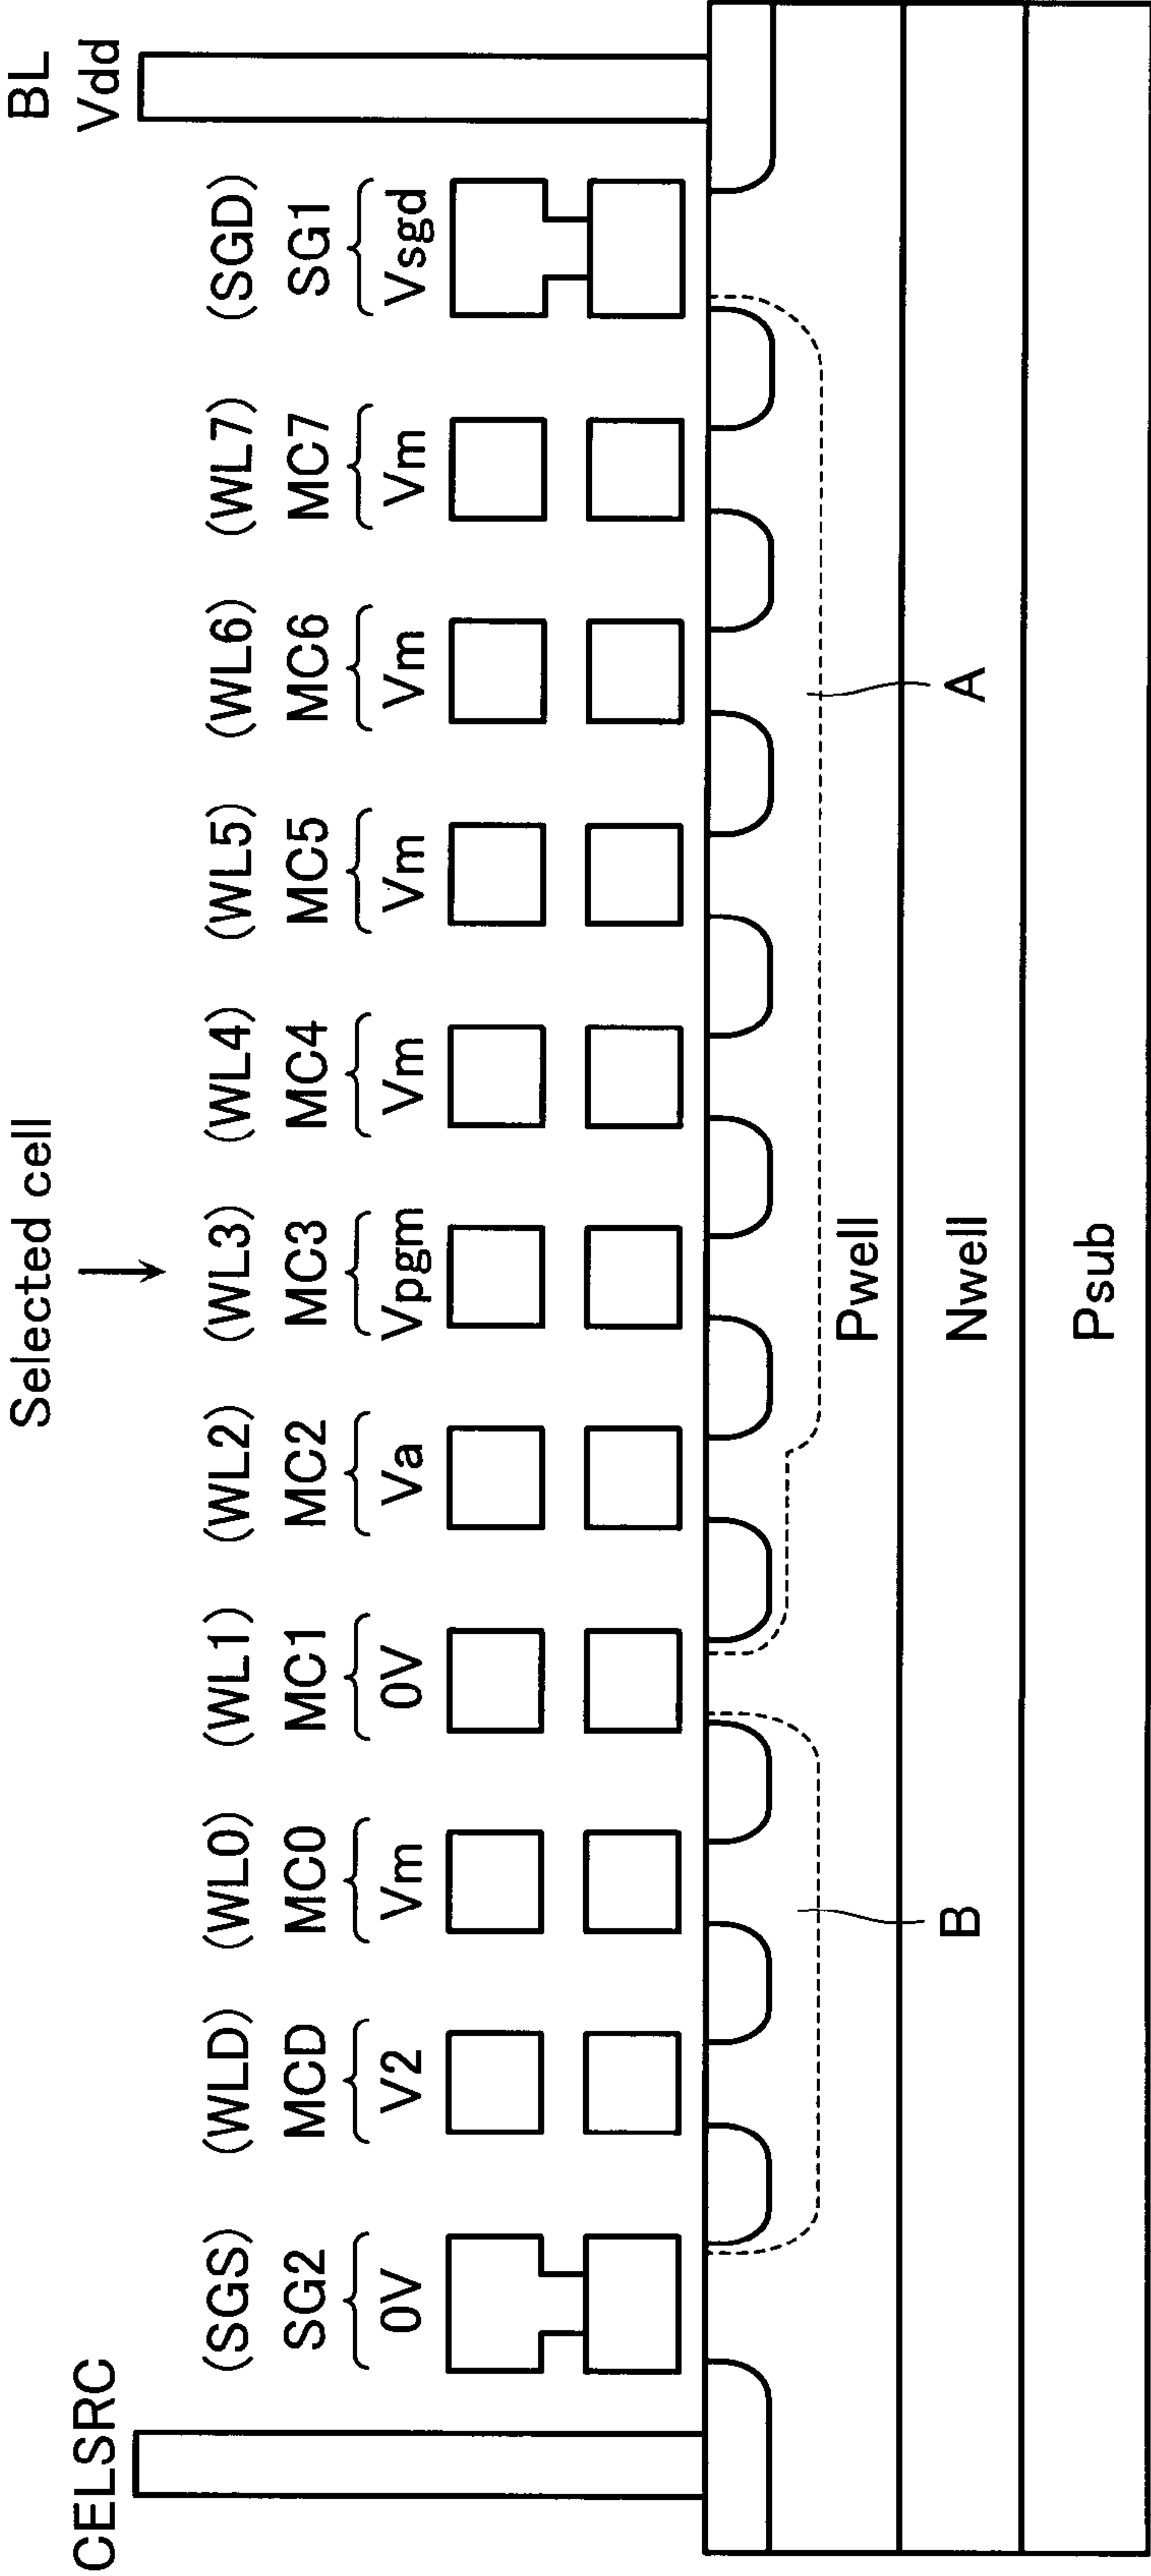 Selected cell
CELSRC
BL
Vdd
(SGS) (WLD) (WL0) (WL1) (WL2) (WL3) (WL4) (WL5) (WL6) (WL7) (SGD)
SG2 MCD MC0 MC1 MC2 MC3 MC4 MC5 MC6 MC7 SG1
0V V2 Vm 0V Va Vpgm Vm Vm Vm Vm Vsgd
Pwell
B
Nwell
A
Psub